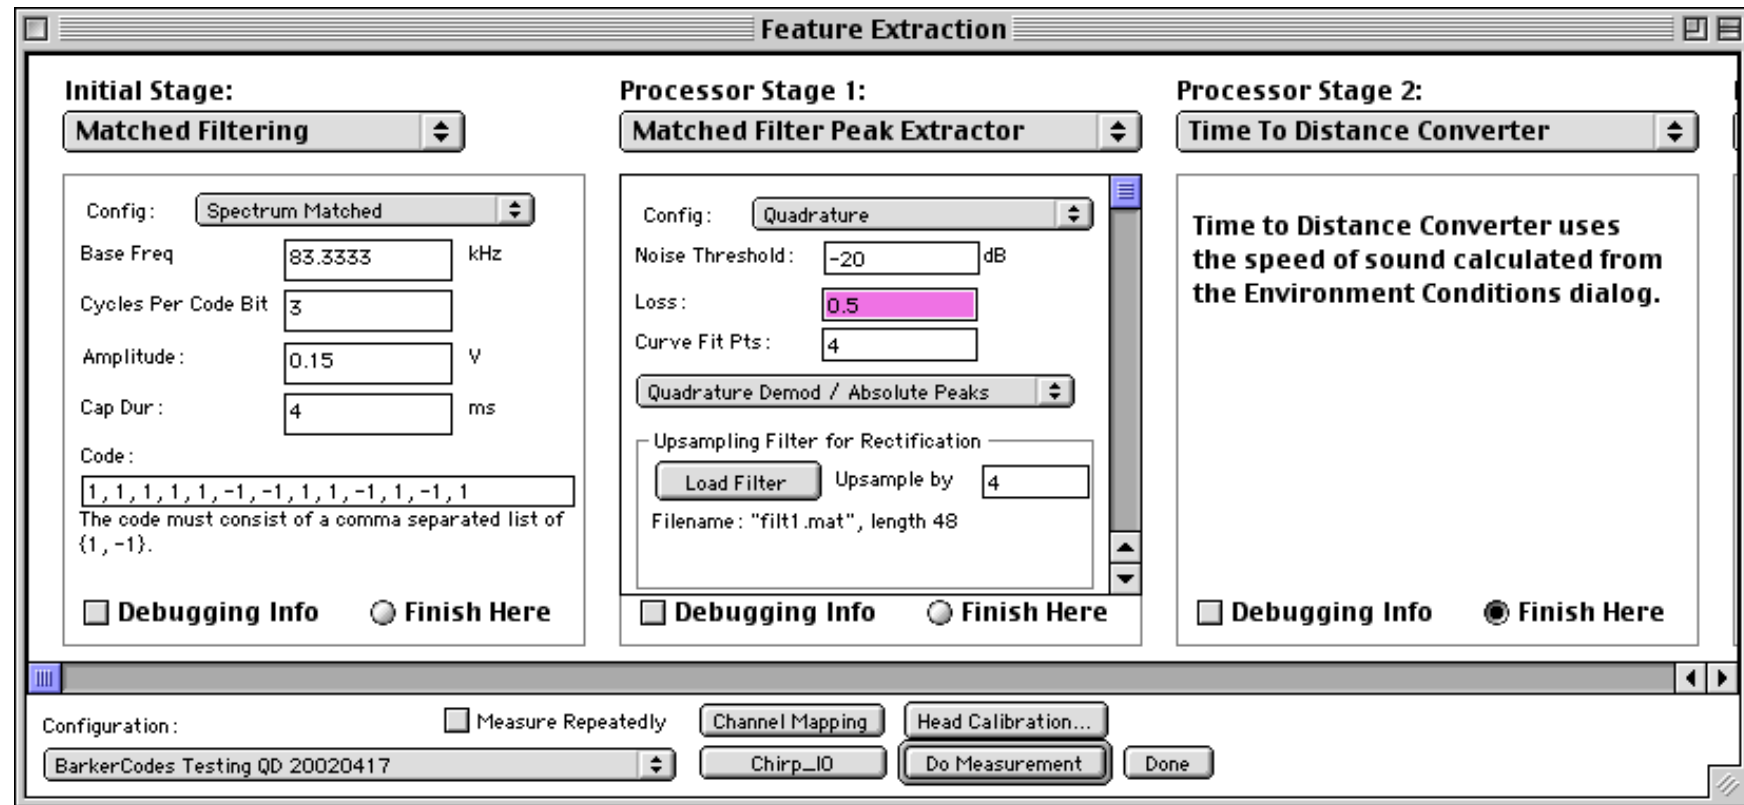 Feature Extraction
Initial Stage:
Matched Filtering
Config:
Spectrum Matched
Base Freq
83.3333
kHz
Cycles Per Code Bit
3
Amplitude:
0.15
V
Cap Dur:
4
ms
Code:
1,1,1,1,1,-1,-1,1,1,-1,1,-1,1
The code must consist of a comma separated list of
{1,-1}.
Debugging Info
Finish Here
Processor Stage 1:
Matched Filter Peak Extractor
Config:
Quadrature
Noise Threshold:
-20
dB
Loss:
0.5
Curve Fit Pts:
4
Quadrature Demod / Absolute Peaks
Upsampling Filter for Rectification
Load Filter
Upsample by
4
Filename: "filt1.mat", length 48
Debugging Info
Finish Here
Processor Stage 2:
Time To Distance Converter
Time to Distance Converter uses
the speed of sound calculated from
the Environment Conditions dialog.
Debugging Info
Finish Here
Configuration:
Measure Repeatedly
Channel Mapping
Head Calibration...
BarkerCodes Testing QD 20020417
Chirp_IO
Do Measurement
Done